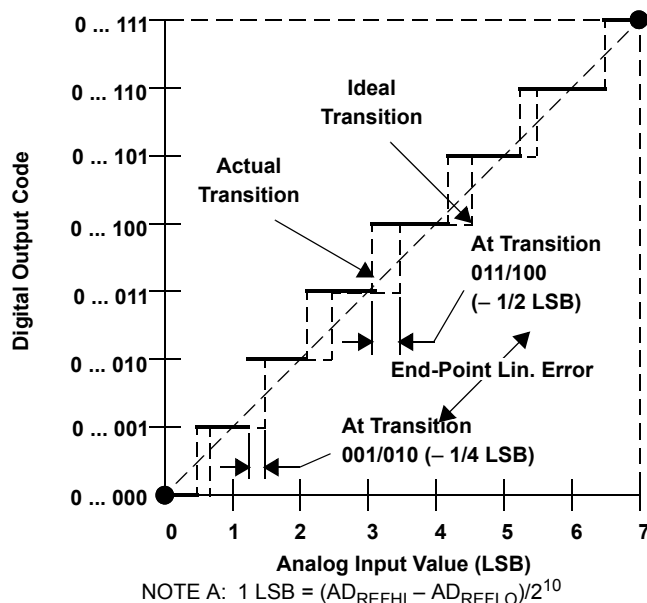 Digital Output Code
0 ... 111
0 ... 110
0 ... 101
0 ... 100
0 ... 011
0 ... 010
0 ... 001
0 ... 000
Ideal
Transition
Actual
Transition
At Transition
011/100
(– 1/2 LSB)
End-Point Lin. Error
At Transition
001/010 (– 1/4 LSB)
0 1 2 3 4 5 6 7
Analog Input Value (LSB)
NOTE A: 1 LSB = (AD_REFHI – AD_REFLO)/2^10